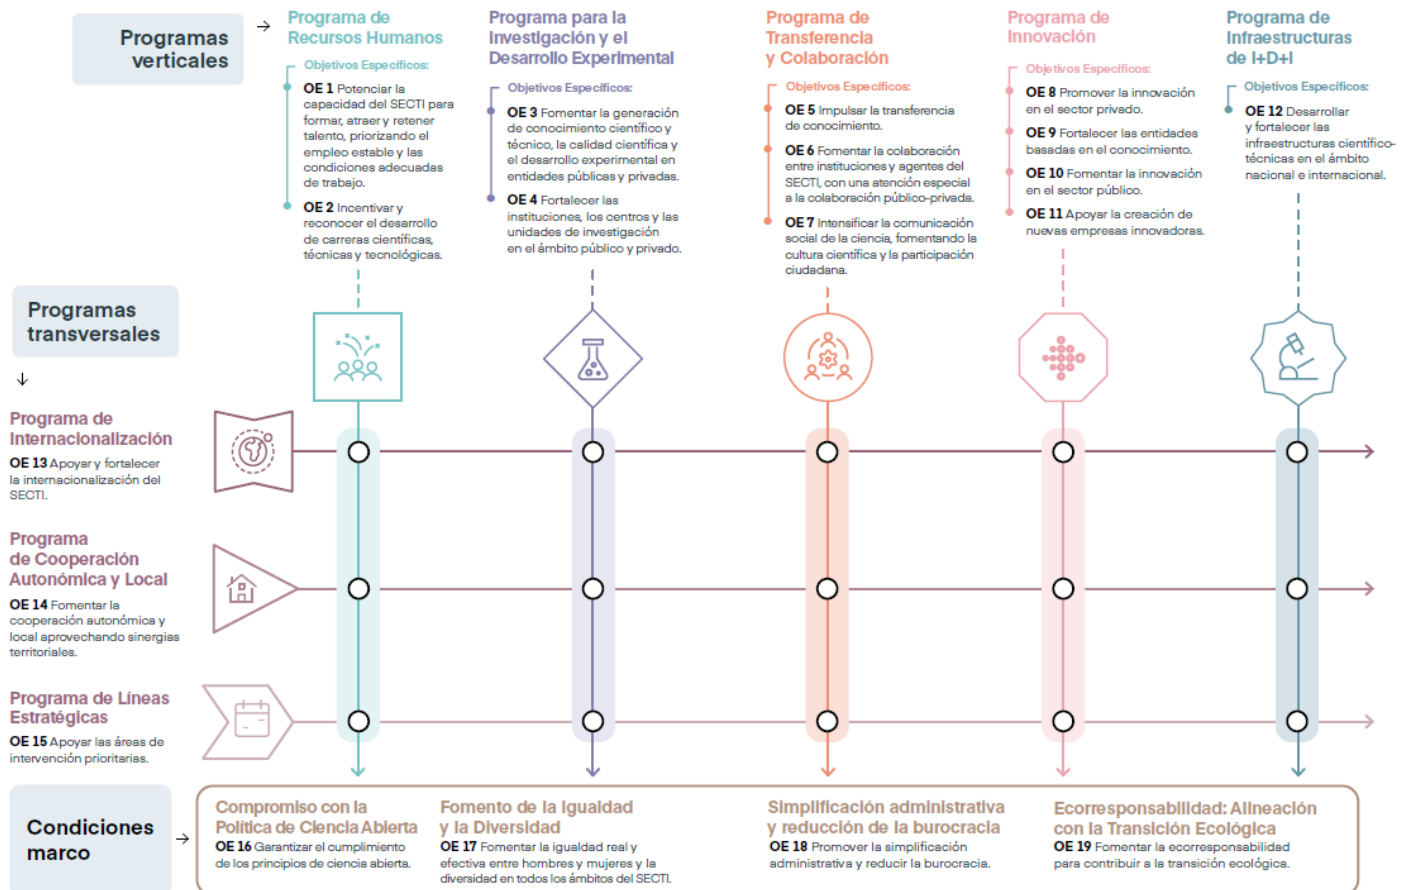 Programas
verticales
→
Programa de
Recursos Humanos
Objetivos Específicos:
OE 1 Potenciar la
capacidad del SECTI para
formar, atraer y retener
talento, priorizando el
empleo estable y las
condiciones adecuadas
de trabajo.
OE 2 Incentivar y
reconocer el desarrollo
de carreras científicas,
técnicas y tecnológicas.
Programa para la
Investigación y el
Desarrollo Experimental
Objetivos Específicos:
OE 3 Fomentar la generación
de conocimiento científico y
técnico, la calidad científica y
el desarrollo experimental en
entidades públicas y privadas.
OE 4 Fortalecer las
instituciones, los centros y las
unidades de investigación
en el ámbito público y privado.
Programa de
Transferencia
y Colaboración
Objetivos Específicos:
OE 5 Impulsar la transferencia
de conocimiento.
OE 6 Fomentar la colaboración
entre instituciones y agentes del
SECTI, con una atención especial
a la colaboración público-privada.
OE 7 Intensificar la comunicación
social de la ciencia, fomentando la
cultura científica y la participación
ciudadana.
Programa de
Innovación
Objetivos Específicos:
OE 8 Promover la innovación
en el sector privado.
OE 9 Fortalecer las entidades
basadas en el conocimiento.
OE 10 Fomentar la innovación
en el sector público.
OE 11 Apoyar la creación de
nuevas empresas innovadoras.
Programa de
Infraestructuras
de I+D+I
Objetivos Específicos:
OE 12 Desarrollar
y fortalecer las
infraestructuras científico-
técnicas en el ámbito
nacional e internacional.
Programas
transversales
↓
Programa de
Internacionalización
OE 13 Apoyar y fortalecer
la internacionalización del
SECTI.
Programa
de Cooperación
Autonómica y Local
OE 14 Fomentar la
cooperación autonómica y
local aprovechando sinergias
territoriales.
Programa de Líneas
Estratégicas
OE 15 Apoyar las áreas de
intervención prioritarias.
Condiciones
marco
→
Compromiso con la
Política de Ciencia Abierta
OE 16 Garantizar el cumplimiento
de los principios de ciencia abierta.
Fomento de la Igualdad
y la Diversidad
OE 17 Fomentar la igualdad real y
efectiva entre hombres y mujeres y la
diversidad en todos los ámbitos del SECTI.
Simplificación administrativa
y reducción de la burocracia
OE 18 Promover la simplificación
administrativa y reducir la burocracia.
Ecorresponsabilidad: Alineación
con la Transición Ecológica
OE 19 Fomentar la ecorresponsabilidad
para contribuir a la transición ecológica.